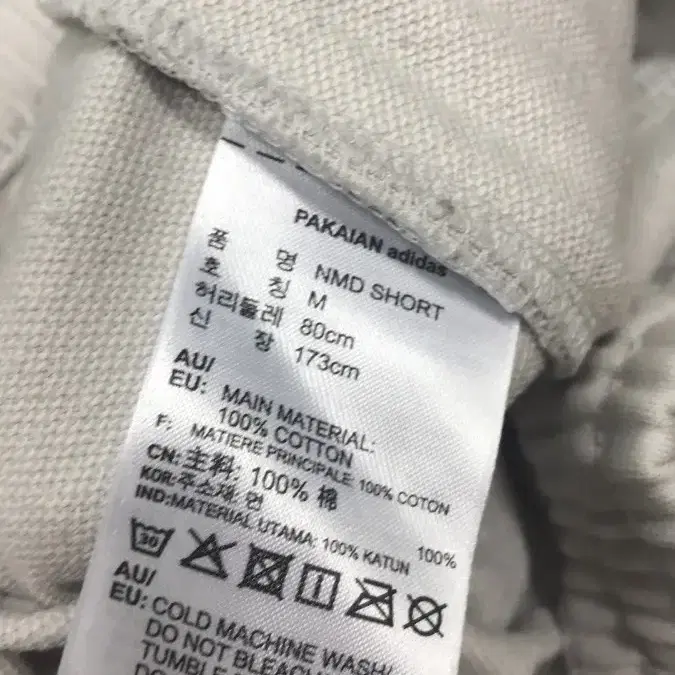 PAKAIAN adidas
품 명 NMD SHORT
호 칭 M
허리둘레 80cm
신 장 173cm
AU/
EU: MAIN MATERIAL:
100% COTTON
F: MATIERE PRINCIPALE: 100% COTON
CN: 主料: 100% 棉
KOR: 주소재: 면 100%
IND: MATERIAL UTAMA: 100% KATUN
30
AU/
EU: COLD MACHINE WASH/
DO NOT BLEACH/
TUMBLE